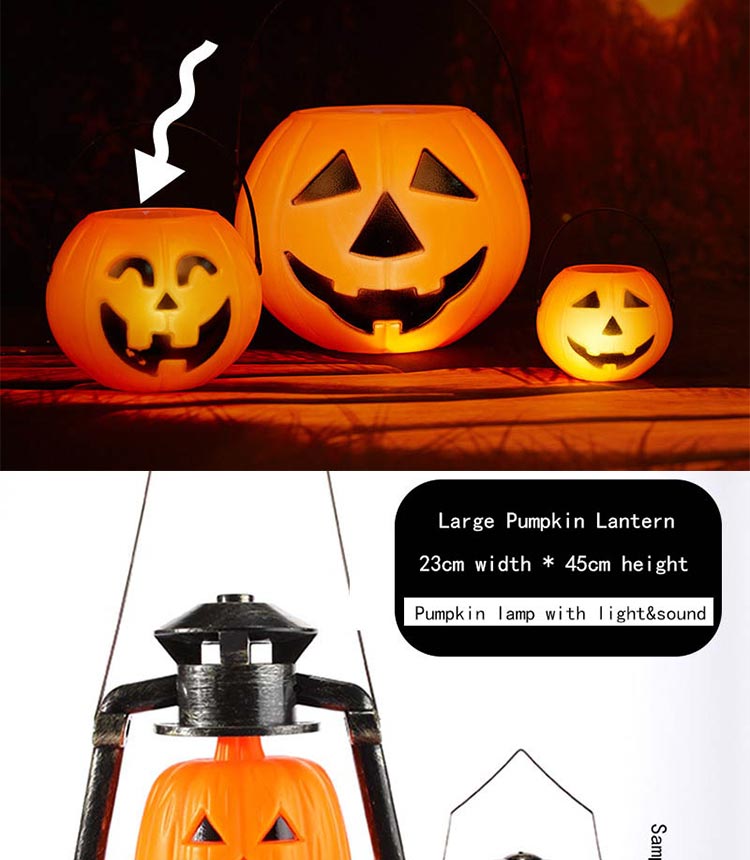 Large Pumpkin Lantern
23cm width * 45cm height
Pumpkin lamp with light&sound